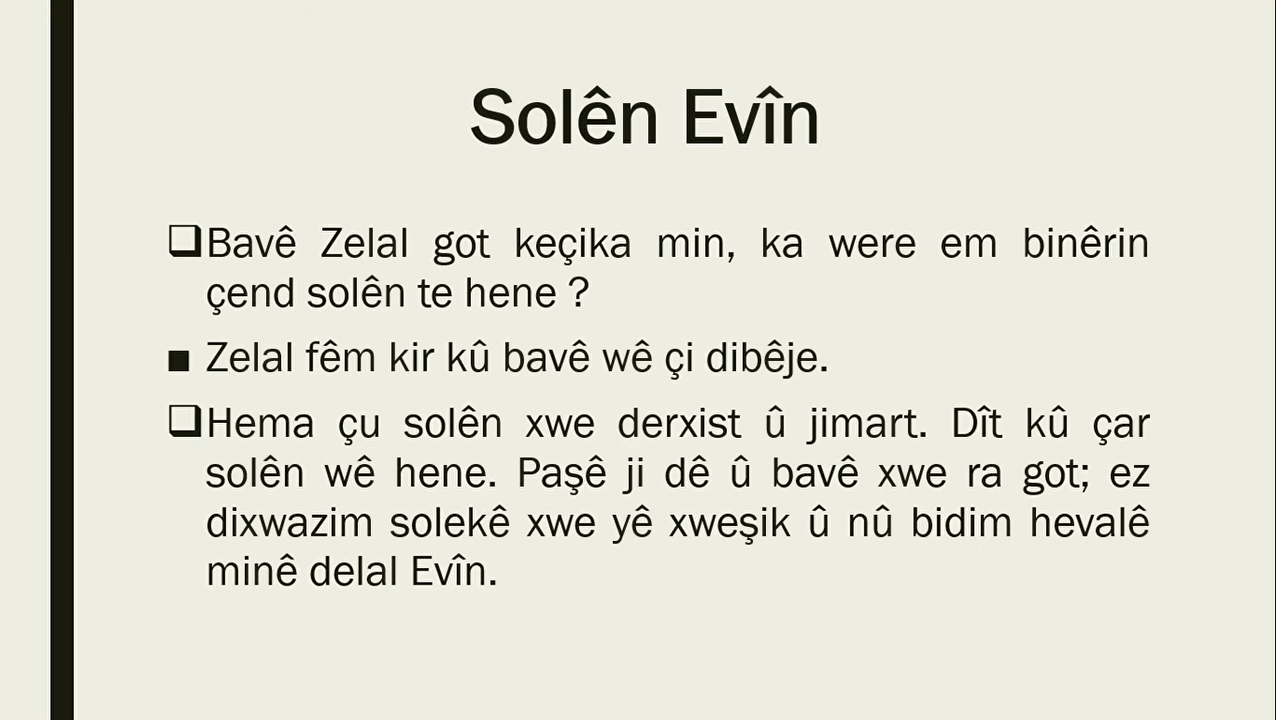 Solên Evîn
❑Bavê Zelal got keçika min, ka were em binêrin
çend solên te hene ?
■ Zelal fêm kir kû bavê wê çi dibêje.
❑Hema çu solên xwe derxist û jimart. Dît kû çar
solên wê hene. Paşê ji dê û bavê xwe ra got; ez
dixwazim solekê xwe yê xweşik û nû bidim hevalê
minê delal Evîn.